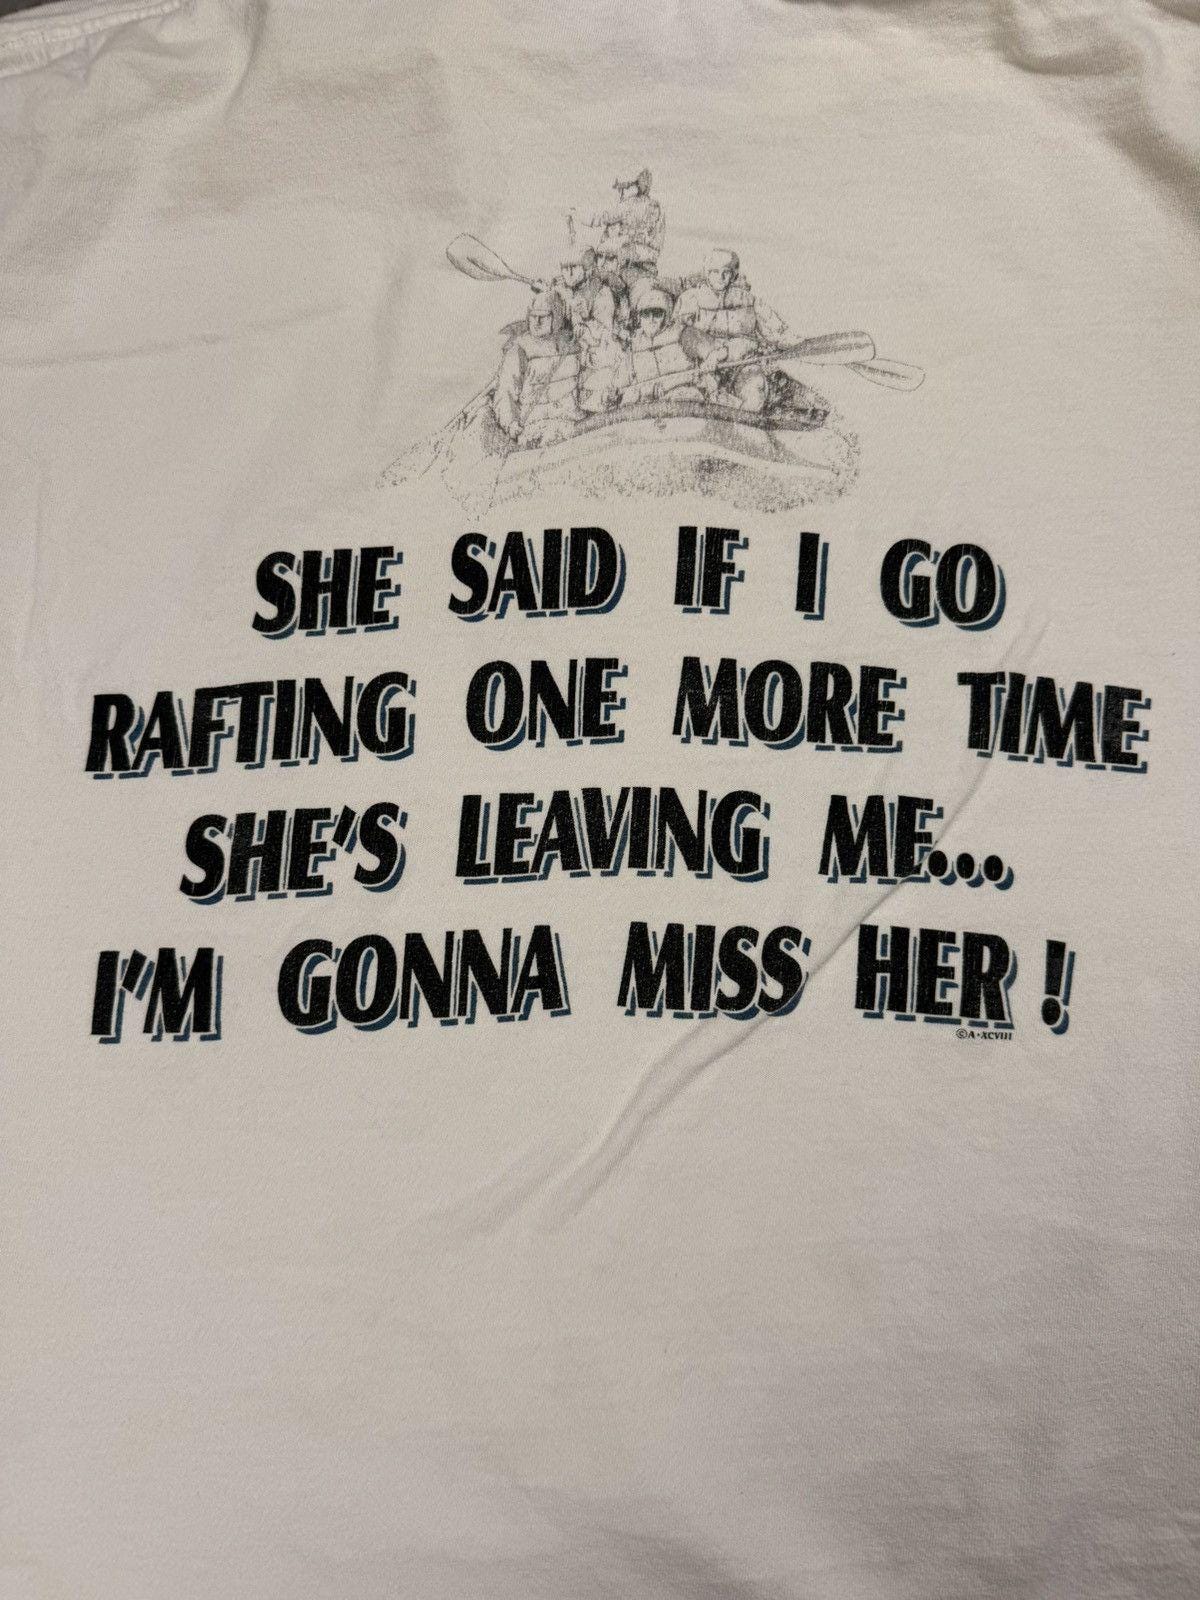 SHE SAID IF I GO
RAFTING ONE MORE TIME
SHE'S LEAVING ME...
I'M GONNA MISS HER!
©A•XCVIII